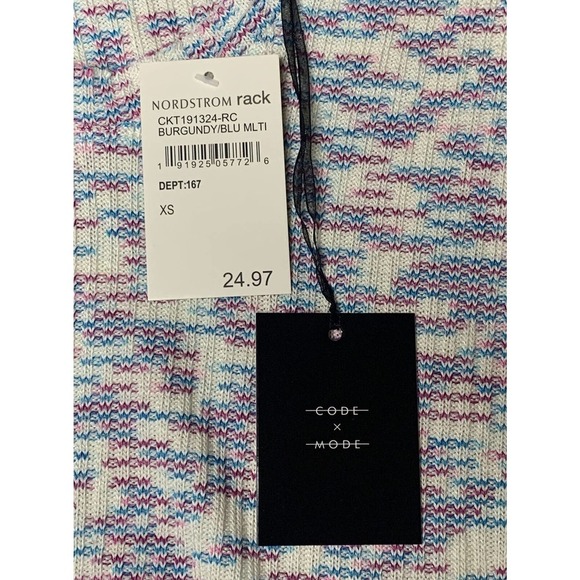 NORDSTROM rack
CKT191324-RC
BURGUNDY/BLU MLTI
1 91925 05772 6
DEPT:167
XS
24.97
CODE
×
MODE